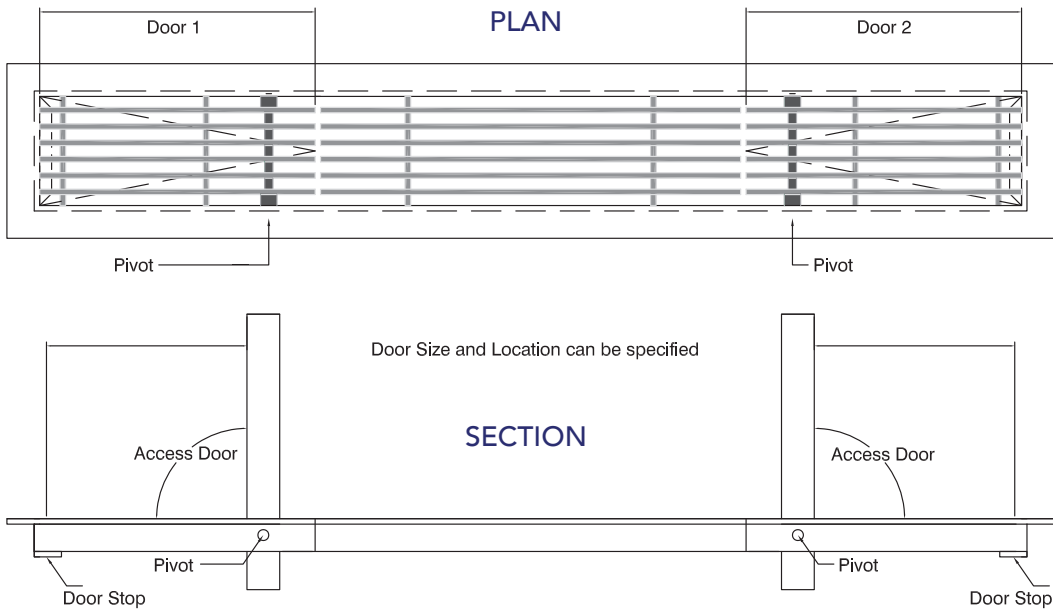 Door 1
PLAN
Door 2
Pivot
Pivot
Door Size and Location can be specified
SECTION
Access Door
Access Door
Pivot
Pivot
Door Stop
Door Stop